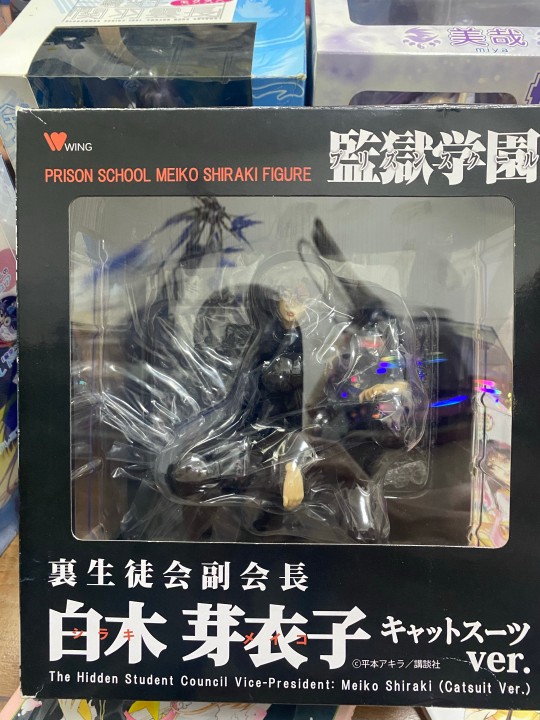 美哉
miya
WING
監獄学園
プリズンスクール
PRISON SCHOOL MEIKO SHIRAKI FIGURE
裏生徒会副会長
白木 芽衣子 キャットスーツ
シラキ メイコ
ver.
©平本アキラ/講談社
The Hidden Student Council Vice-President: Meiko Shiraki (Catsuit Ver.)